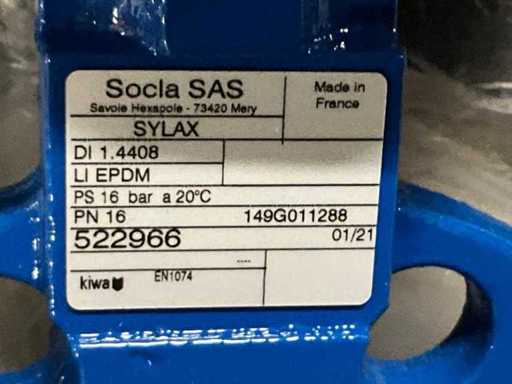 Socla SAS
Savoie Hexapole - 73420 Mery
Made in
France
SYLAX
DI 1.4408
LI EPDM
PS 16 bar a 20°C
PN 16 149G011288
522966 01/21
----
kiwa EN1074